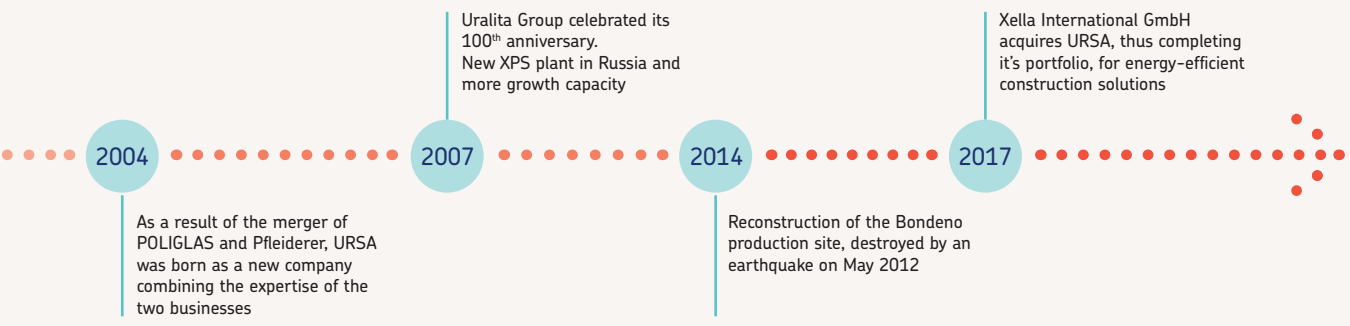 2004
As a result of the merger of
POLIGLAS and Pfleiderer, URSA
was born as a new company
combining the expertise of the
two businesses
Uralita Group celebrated its
100th anniversary.
New XPS plant in Russia and
more growth capacity
2007
2014
Reconstruction of the Bondeno
production site, destroyed by an
earthquake on May 2012
Xella International GmbH
acquires URSA, thus completing
it's portfolio, for energy-efficient
construction solutions
2017